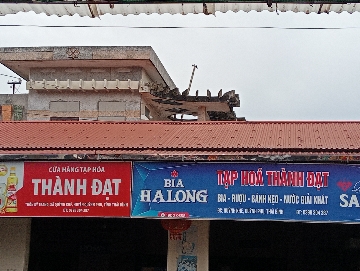 CỬA HÀNG TẠP HÓA
THÀNH ĐẠT
BIA
HALONG
TẠP HOÁ THÀNH ĐẠT
BIA - RƯỢU - BÁNH KẸO - NƯỚC GIẢI KHÁT
SA